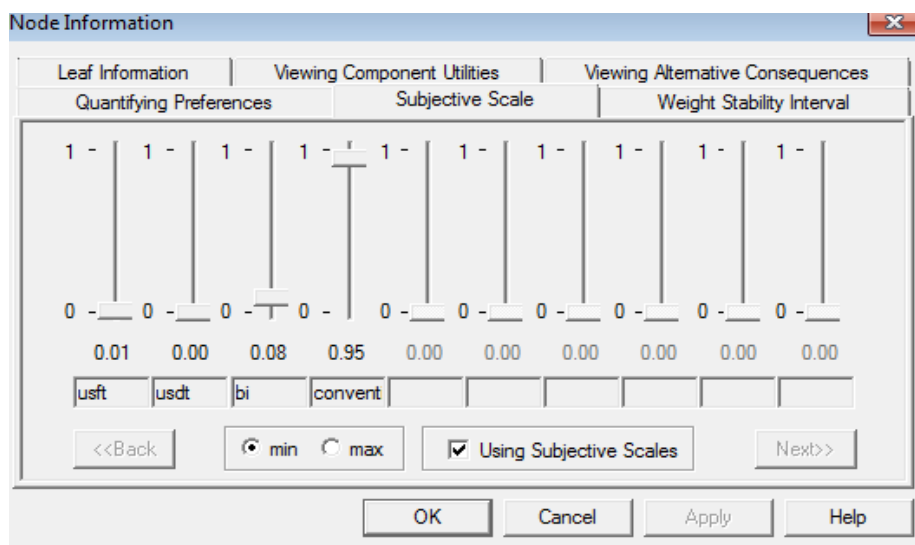 Node Information
Leaf Information Viewing Component Utilities Viewing Alternative Consequences
Quantifying Preferences Subjective Scale Weight Stability Interval
1 - 1 - 1 - 1 - 1 - 1 - 1 - 1 - 1 - 1 -
0 - 0 - 0 - 0 - 0 - 0 - 0 - 0 - 0 - 0 -
0.01 0.00 0.08 0.95 0.00 0.00 0.00 0.00 0.00 0.00
usft usdt bi convent
<<Back min max Using Subjective Scales Next>>
OK Cancel Apply Help